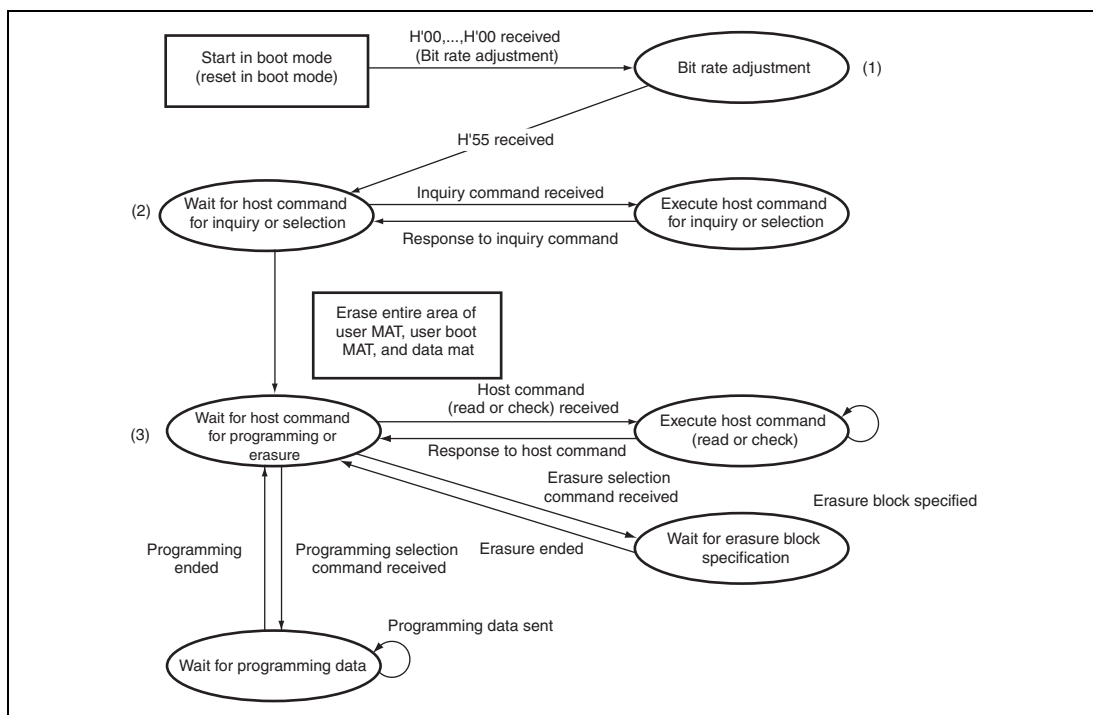 H'00,...,H'00 received
(Bit rate adjustment)
Start in boot mode
(reset in boot mode)
Bit rate adjustment
(1)
H'55 received
(2)
Wait for host command
for inquiry or selection
Inquiry command received
Response to inquiry command
Execute host command
for inquiry or selection
Erase entire area of
user MAT, user boot
MAT, and data mat
(3)
Wait for host command
for programming or
erasure
Host command
(read or check) received
Response to host command
Execute host command
(read or check)
Erasure selection
command received
Erasure block specified
Erasure ended
Wait for erasure block
specification
Programming
ended
Programming selection
command received
Programming data sent
Wait for programming data